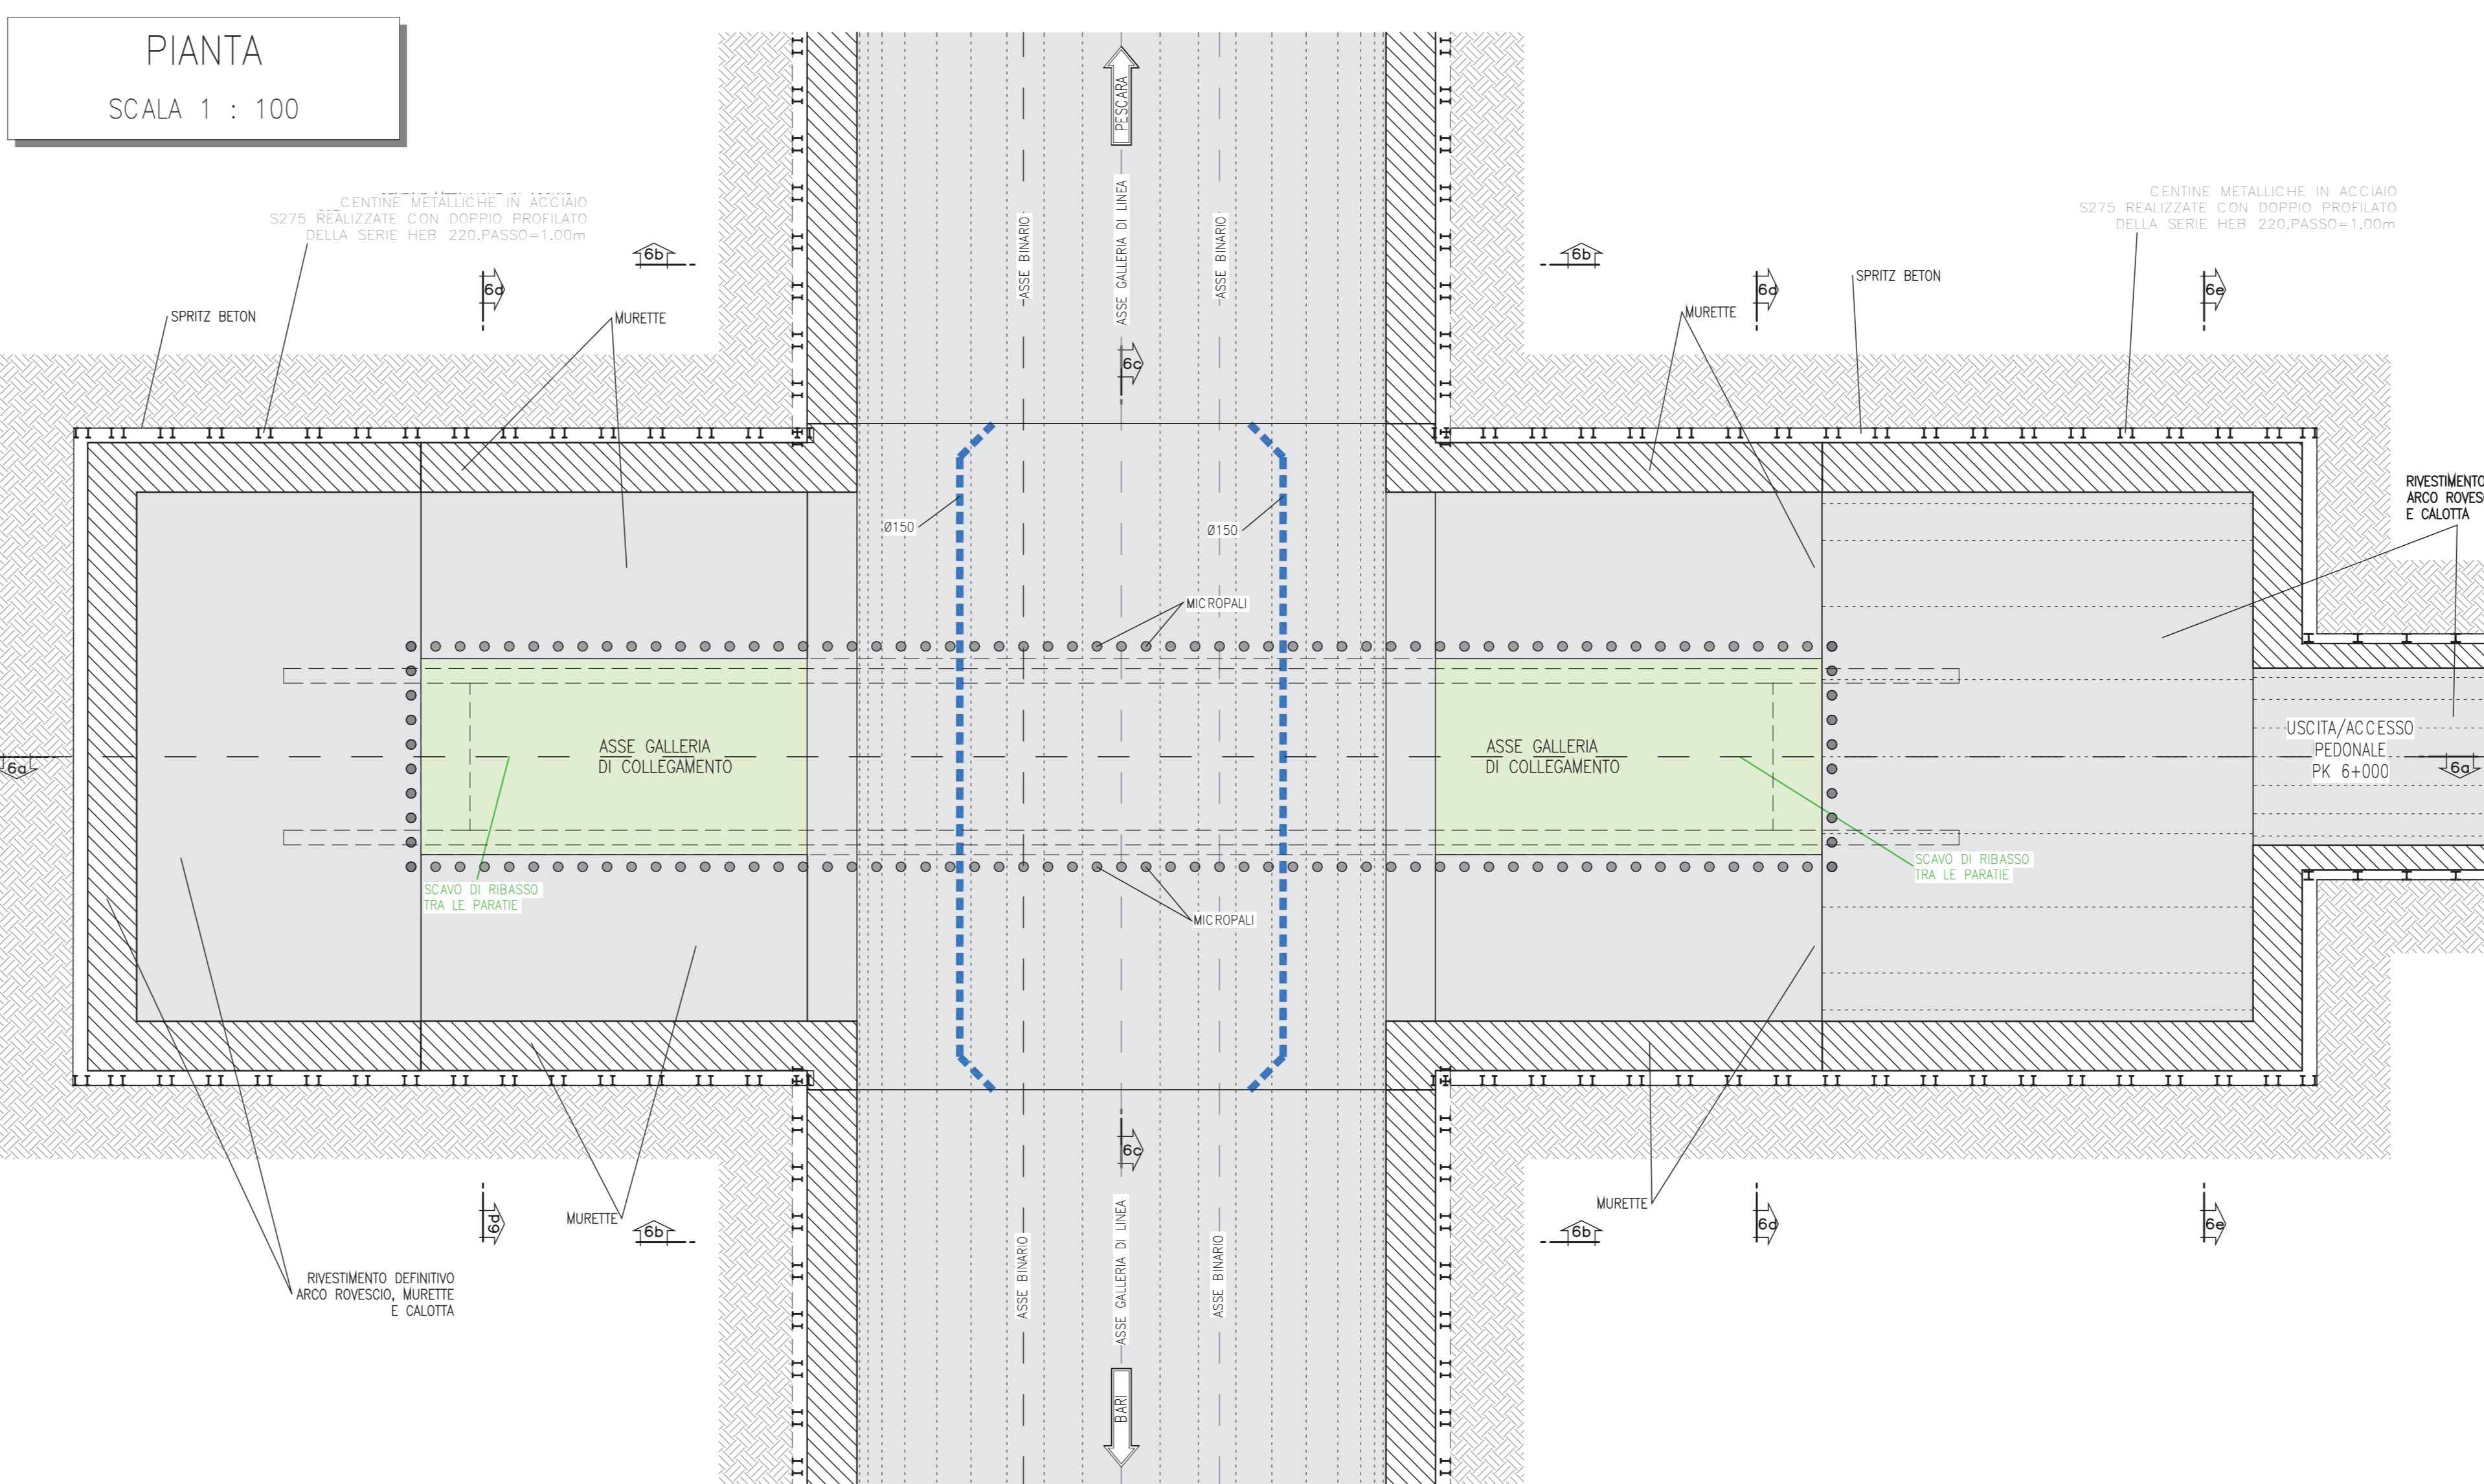 PIANTA
SCALA 1 : 100
CENTINE METALLICHE IN ACCIAIO
S275 REALIZZATE CON DOPPIO PROFILATO
DELLA SERIE HEB 220.PASSO=1.00m
CENTINE METALLICHE IN ACCIAIO
S275 REALIZZATE CON DOPPIO PROFILATO
DELLA SERIE HEB 220.PASSO=1.00m
PESCARA
ASSE BINARIO
ASSE GALLERIA DI LINEA
ASSE BINARIO
6b
6d
6b
6d
6e
SPRITZ BETON
MURETTE
MURETTE
SPRITZ BETON
6c
RIVESTIMENTO
ARCO ROVES
E CALOTTA
Ø150
Ø150
MICROPALI
ASSE GALLERIA
DI COLLEGAMENTO
ASSE GALLERIA
DI COLLEGAMENTO
USCITA/ACCESSO
PEDONALE
PK 6+000
6a
6a
SCAVO DI RIBASSO
TRA LE PARATIE
SCAVO DI RIBASSO
TRA LE PARATIE
MICROPALI
6c
6d
MURETTE
6b
MURETTE
6b
6d
6e
ASSE BINARIO
ASSE GALLERIA DI LINEA
ASSE BINARIO
RIVESTIMENTO DEFINITIVO
ARCO ROVESCIO, MURETTE
E CALOTTA
BARI